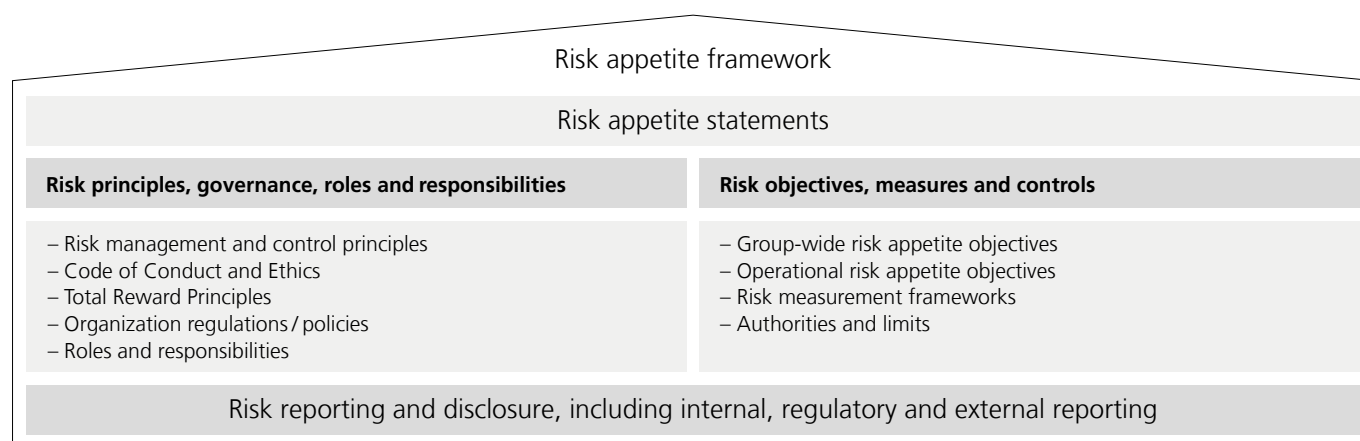 Risk appetite framework
Risk appetite statements
Risk principles, governance, roles and responsibilities
– Risk management and control principles
– Code of Conduct and Ethics
– Total Reward Principles
– Organization regulations / policies
– Roles and responsibilities
Risk objectives, measures and controls
– Group-wide risk appetite objectives
– Operational risk appetite objectives
– Risk measurement frameworks
– Authorities and limits
Risk reporting and disclosure, including internal, regulatory and external reporting